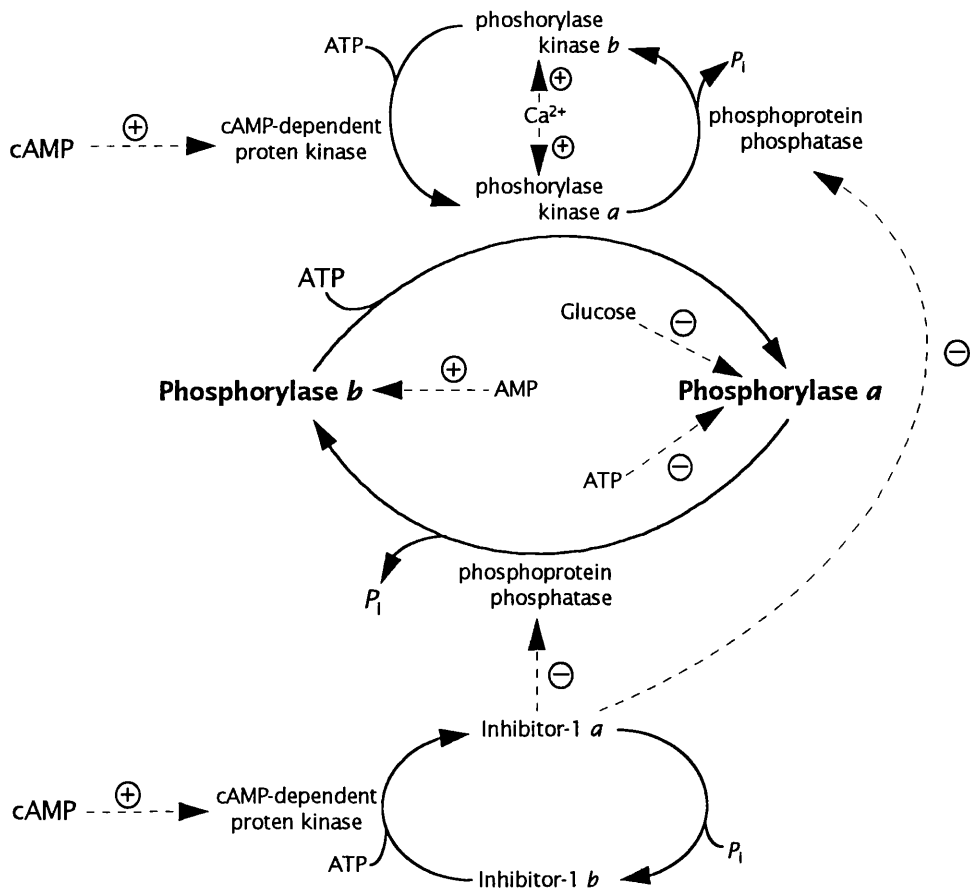 phoshorylase
kinase b
ATP
Pi
+
Ca²⁺
+
phosphoprotein
phosphatase
cAMP
+
cAMP-dependent
proten kinase
phoshorylase
kinase a
ATP
Glucose
−
−
Phosphorylase b
+
AMP
Phosphorylase a
ATP
−
Pi
phosphoprotein
phosphatase
−
Inhibitor-1 a
cAMP
+
cAMP-dependent
proten kinase
ATP
Pi
Inhibitor-1 b